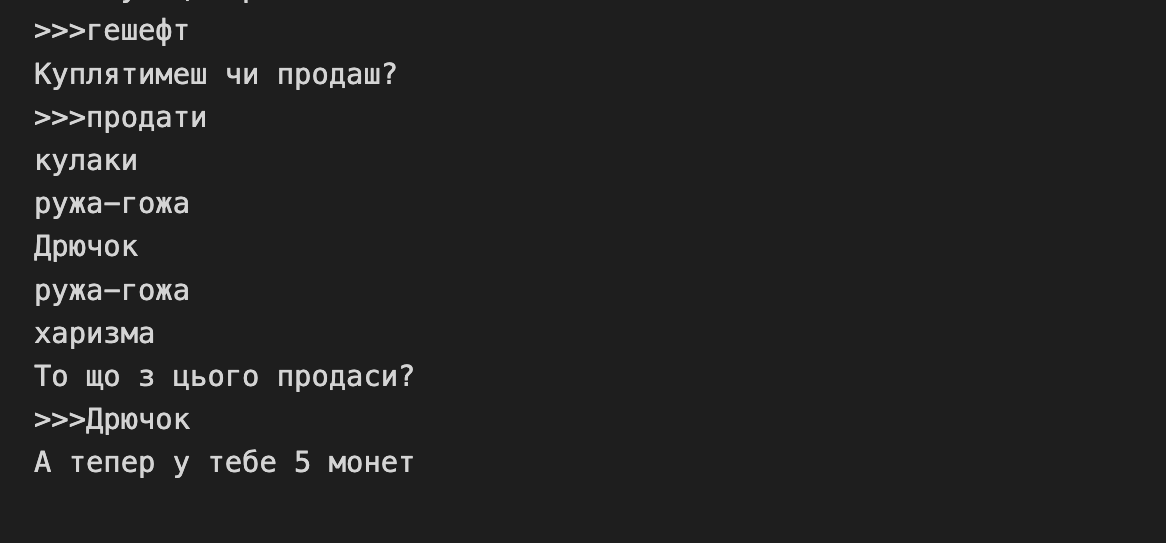 >>>гешефт
Куплятимеш чи продаш?
>>>продати
кулаки
ружа-гожа
Дрючок
ружа-гожа
харизма
То що з цього продаси?
>>>Дрючок
А тепер у тебе 5 монет